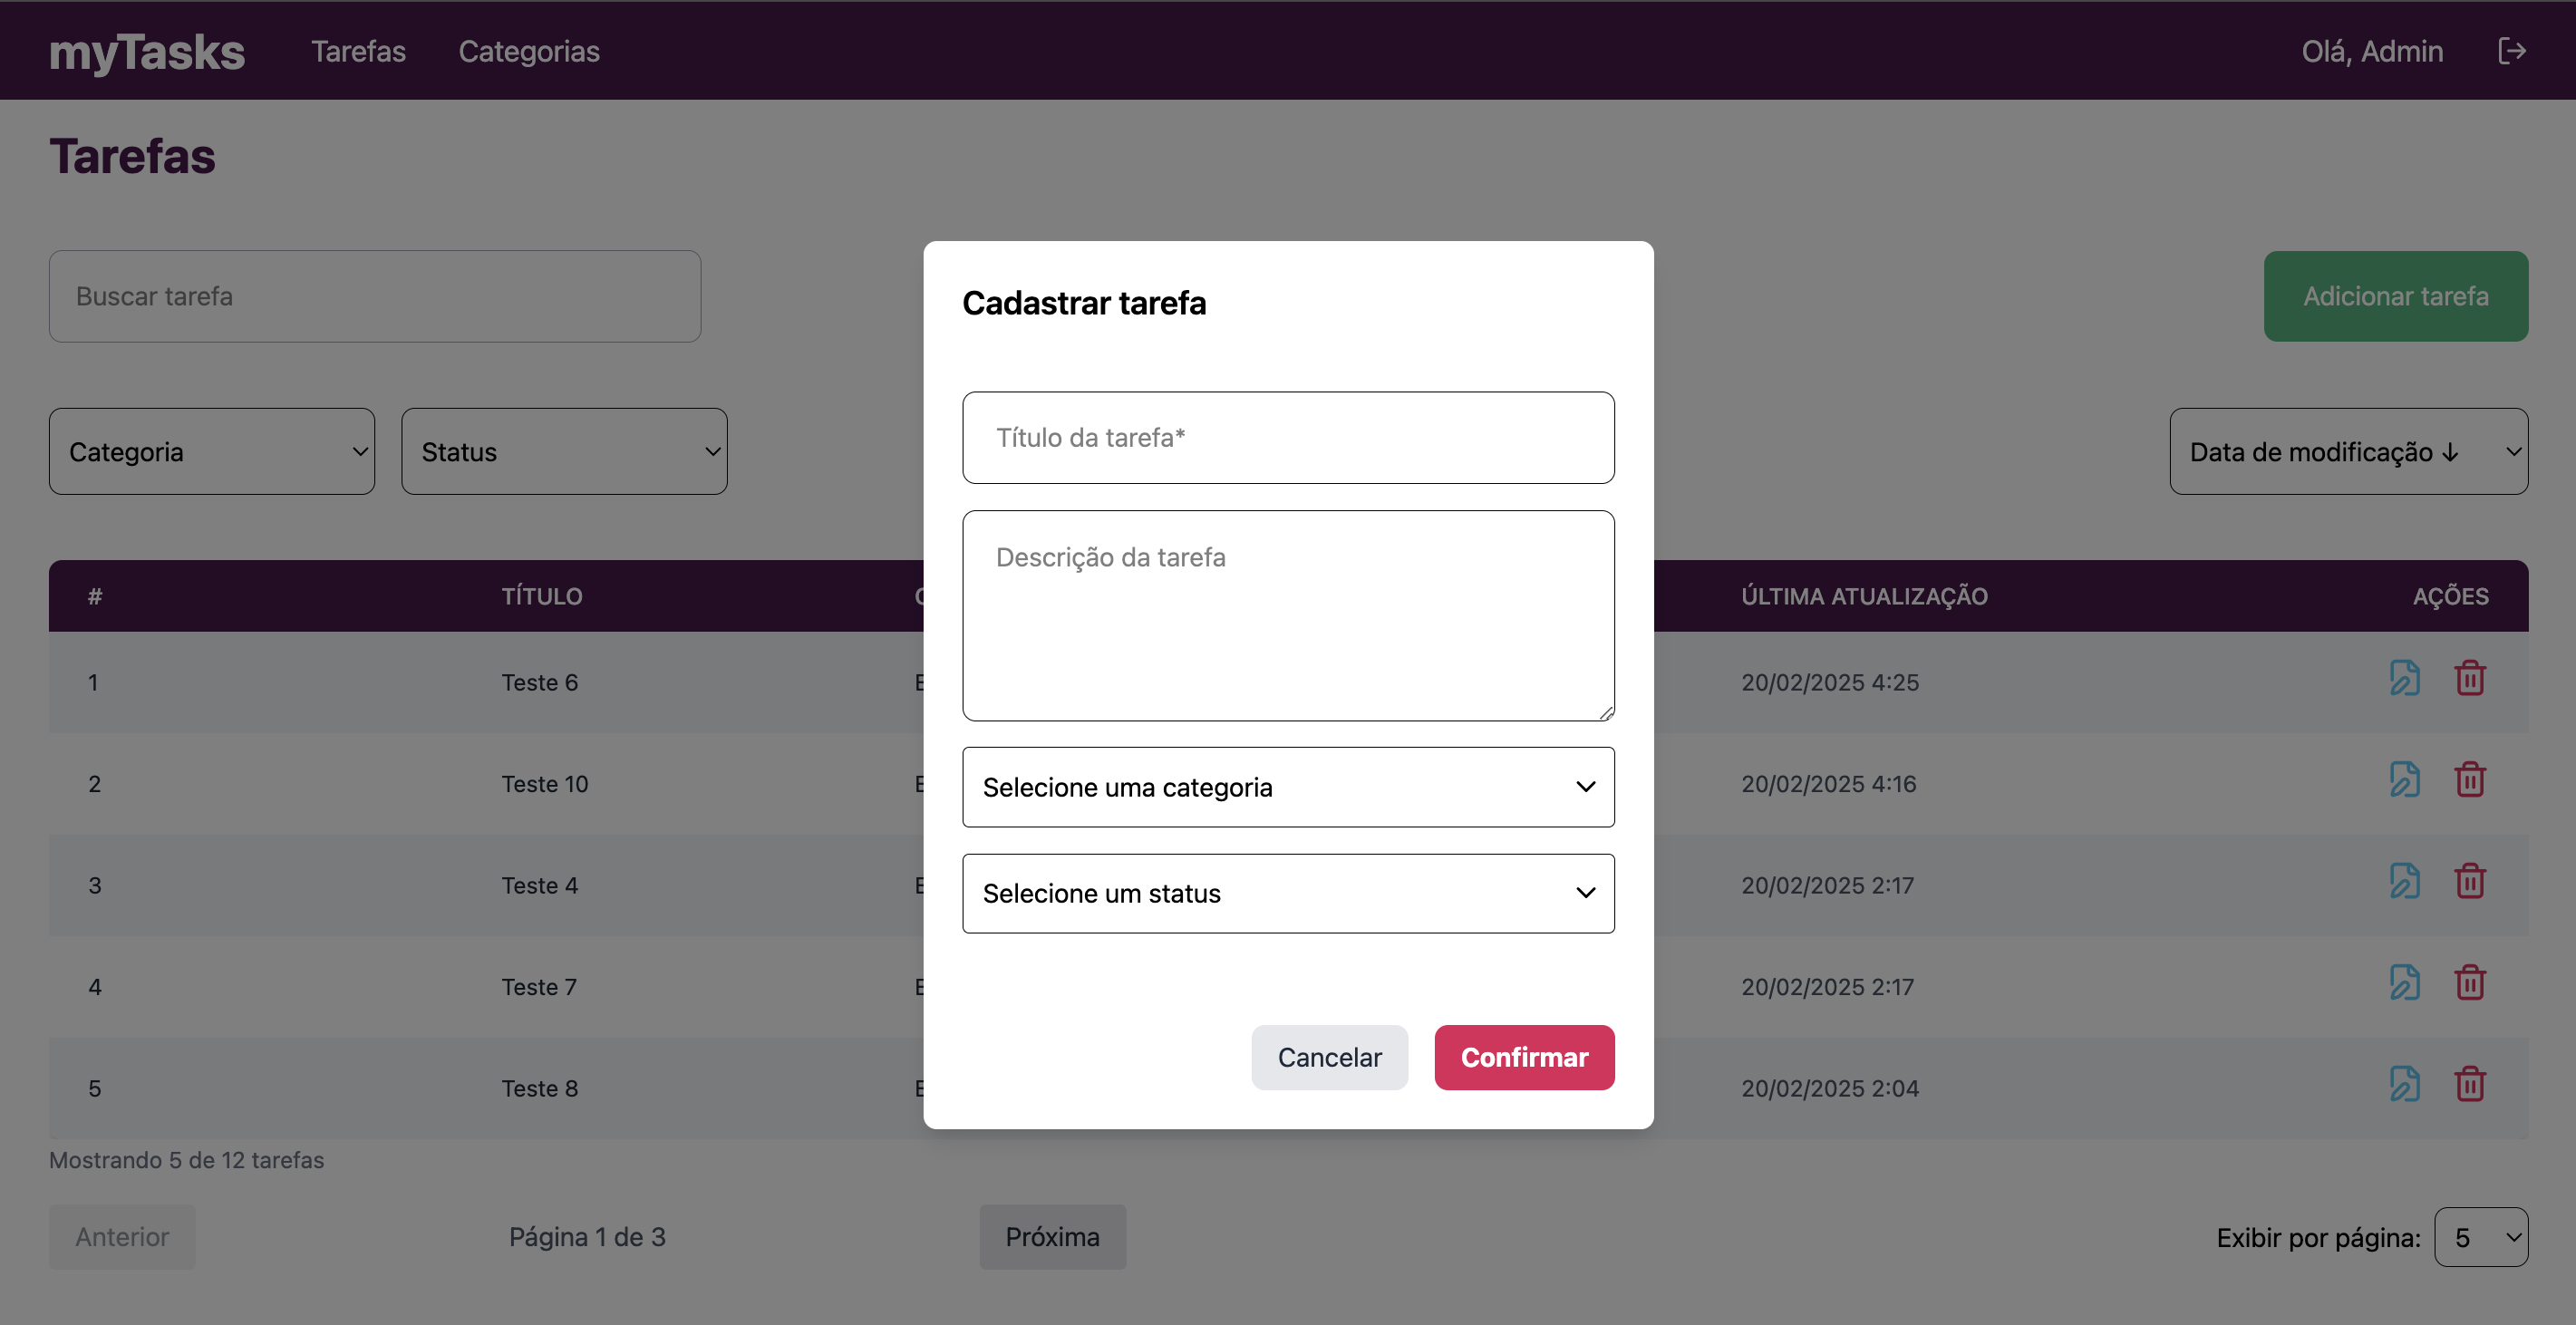 myTasks Tarefas Categorias Olá, Admin
Tarefas
Buscar tarefa
Adicionar tarefa
Categoria Status Data de modificação ↓
Cadastrar tarefa
Título da tarefa*
Descrição da tarefa
Selecione uma categoria
Selecione um status
Cancelar Confirmar
# TÍTULO ÚLTIMA ATUALIZAÇÃO AÇÕES
1 Teste 6 20/02/2025 4:25
2 Teste 10 20/02/2025 4:16
3 Teste 4 20/02/2025 2:17
4 Teste 7 20/02/2025 2:17
5 Teste 8 20/02/2025 2:04
Mostrando 5 de 12 tarefas
Anterior Página 1 de 3 Próxima Exibir por página: 5